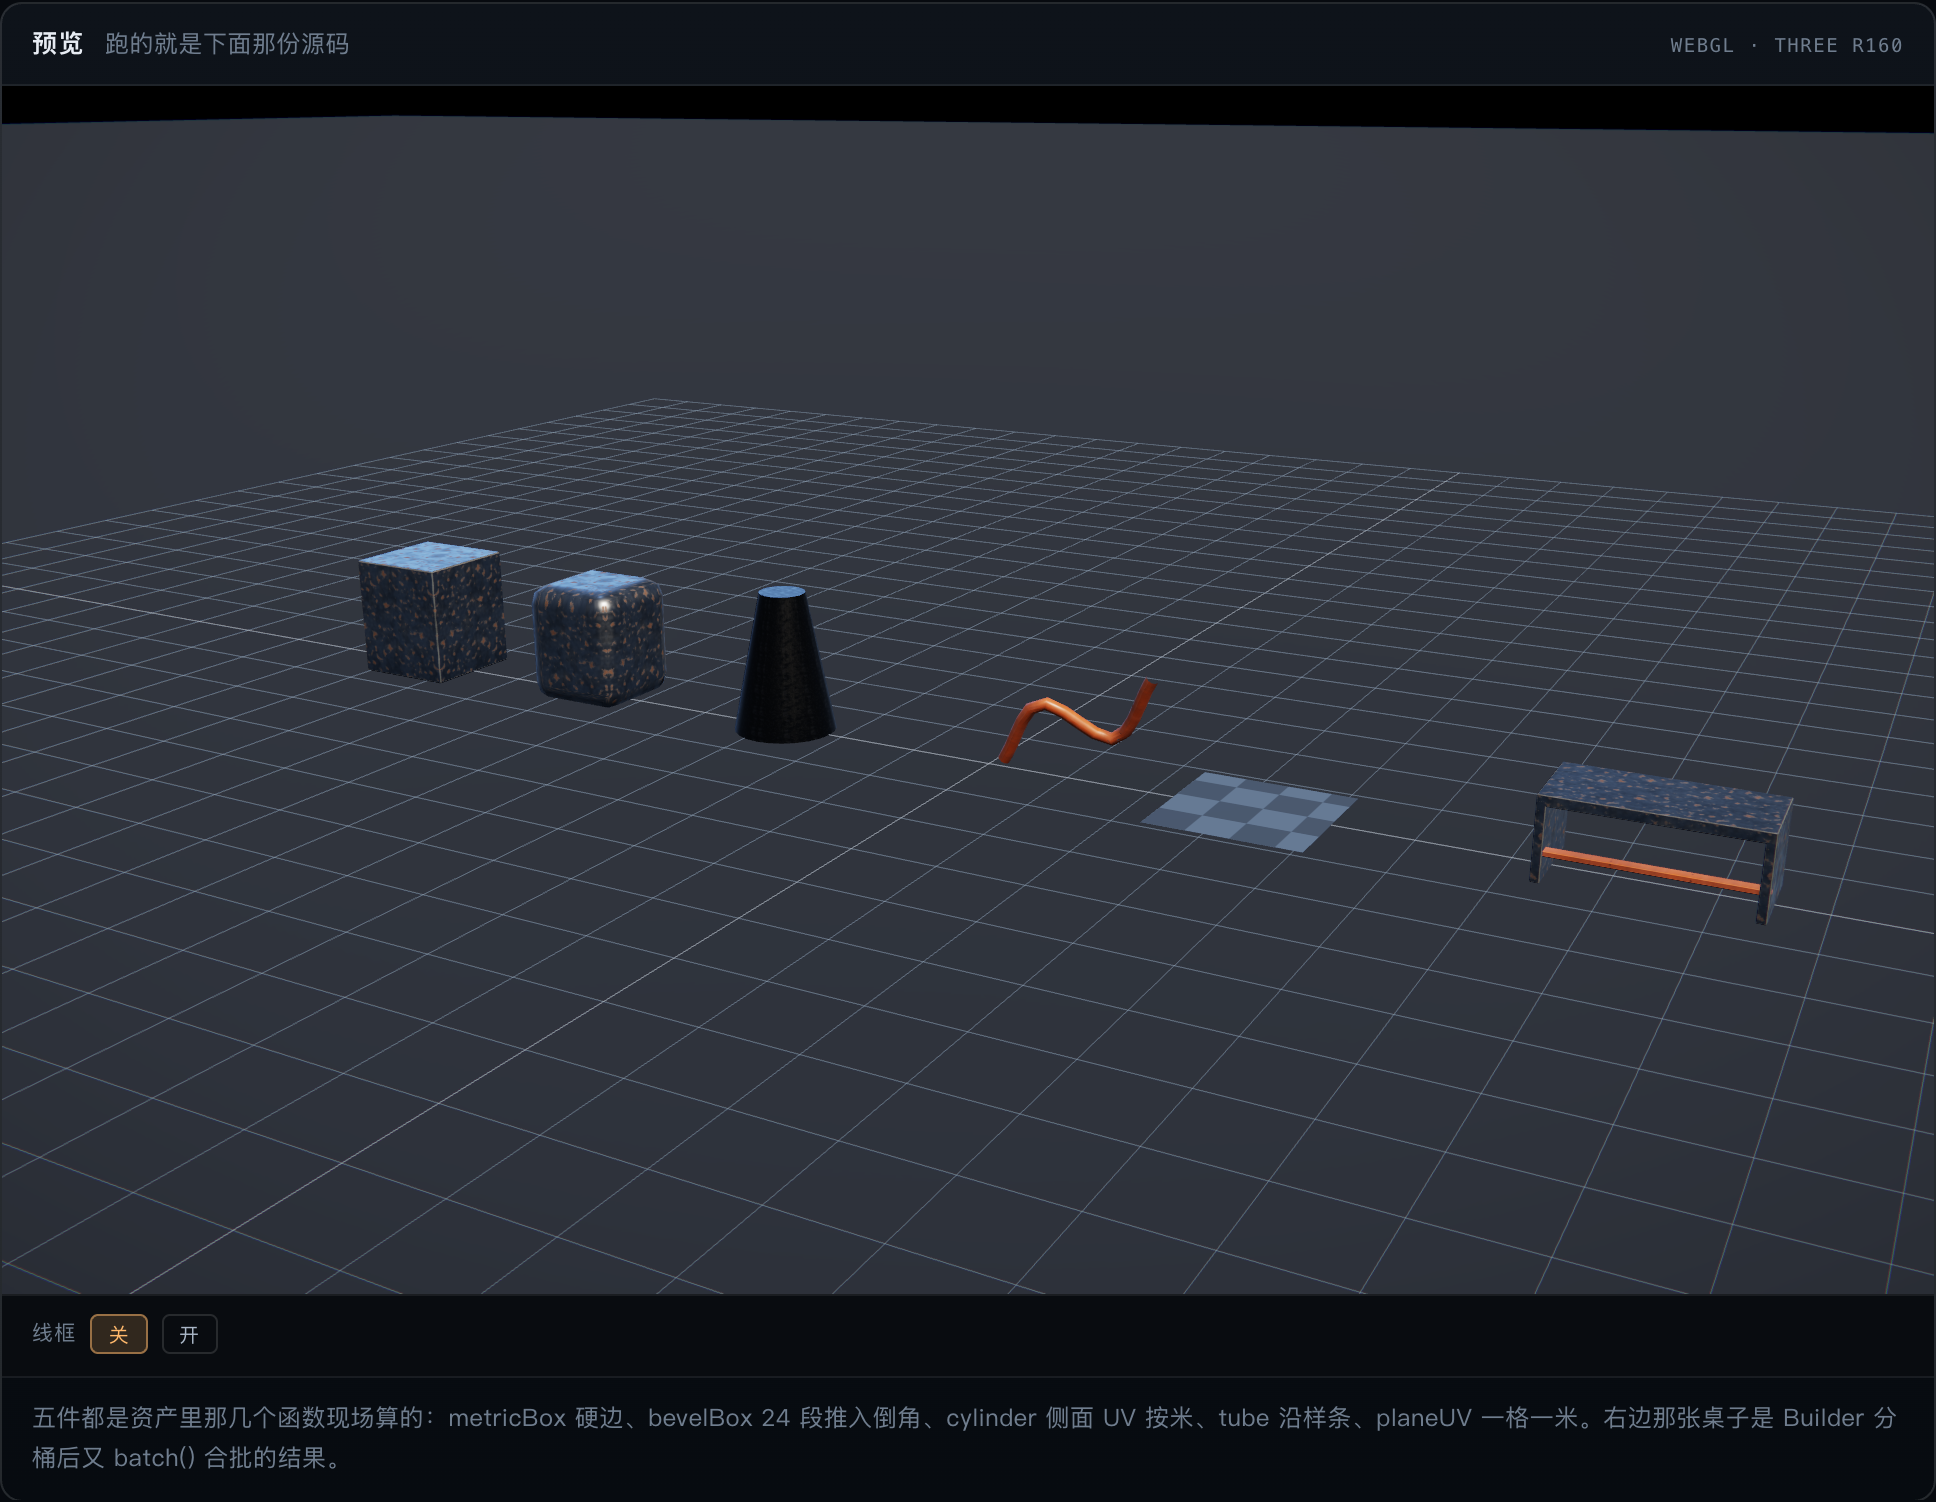 预览 跑的就是下面那份源码
WEBGL · THREE R160
线框 关 开
五件都是资产里那几个函数现场算的：metricBox 硬边、bevelBox 24 段推入倒角、cylinder 侧面 UV 按米、tube 沿样条、planeUV 一格一米。右边那张桌子是 Builder 分
桶后又 batch() 合批的结果。